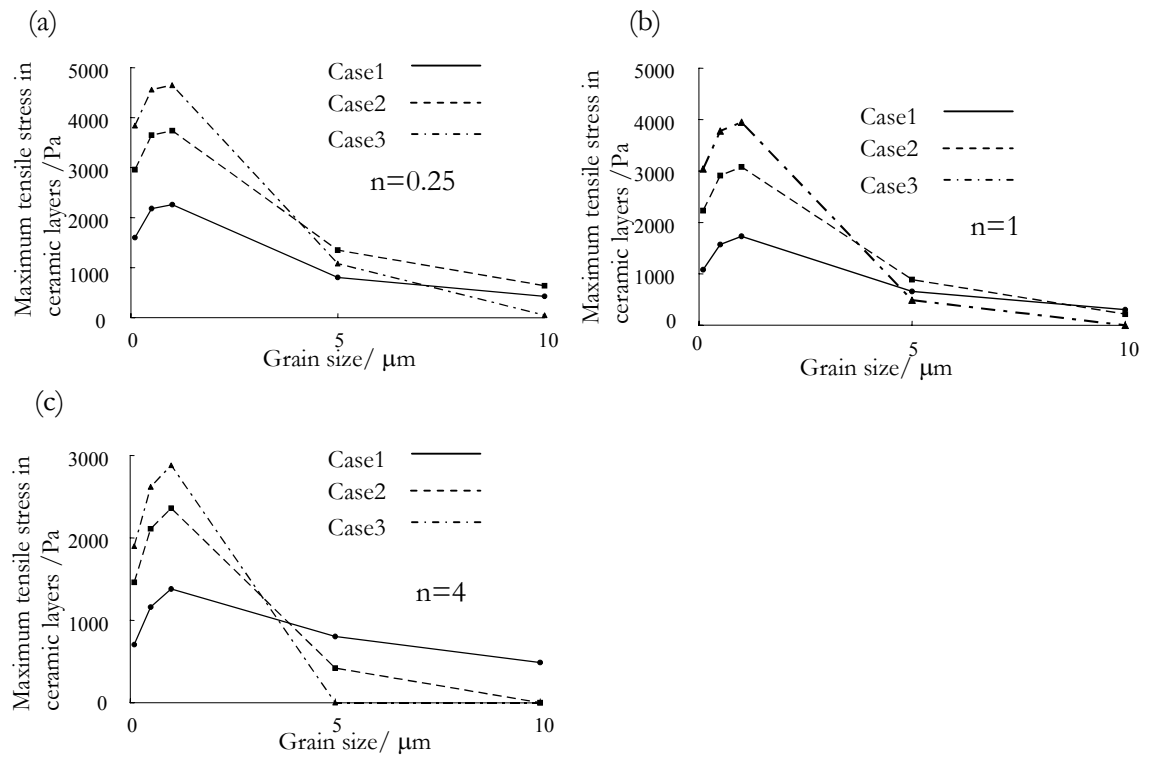 (a)
Maximum tensile stress in
ceramic layers /Pa
5000
4000
3000
2000
1000
0
Case1
Case2
Case3
n=0.25
0
5
10
Grain size/ μm
(b)
Maximum tensile stress in
ceramic layers /Pa
5000
4000
3000
2000
1000
0
Case1
Case2
Case3
n=1
0
5
10
Grain size/ μm
(c)
Maximum tensile stress in
ceramic layers /Pa
3000
2000
1000
0
Case1
Case2
Case3
n=4
0
5
10
Grain size/ μm